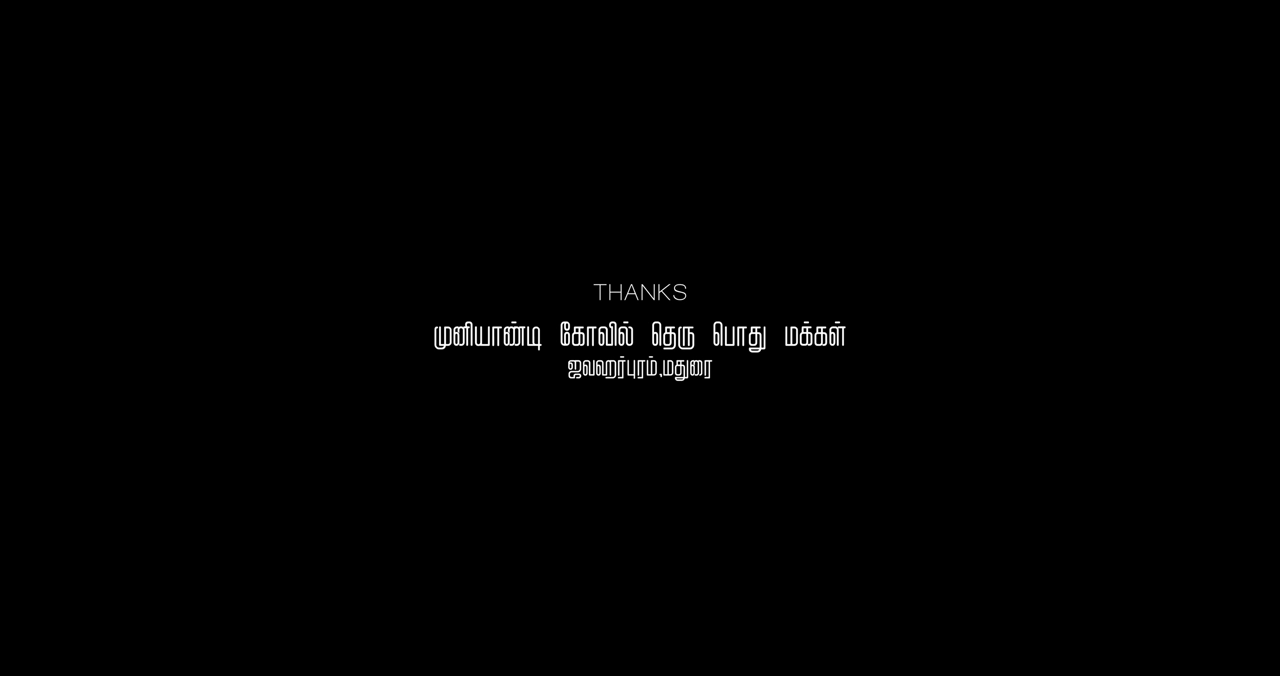 THANKS
முனியாண்டி கோவில் தெரு பொது மக்கள்
ஜவஹர்புரம்,மதுரை